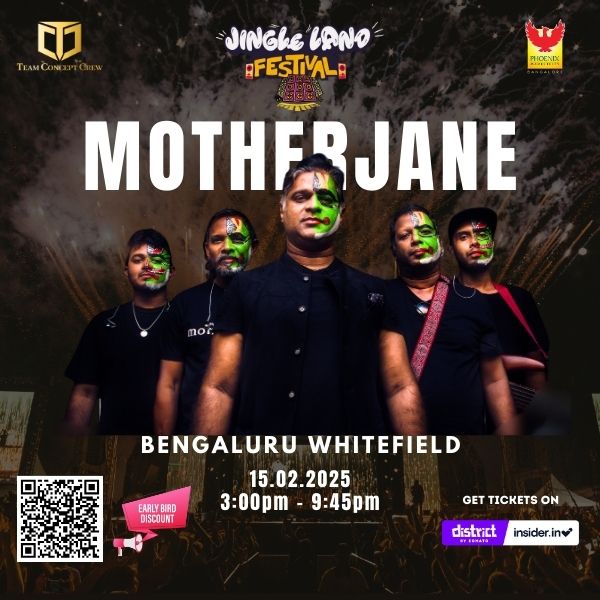 TEAM CONCEPT CREW
JINGLE LAND
FESTIVAL
PHOENIX
MARKETCITY
BANGALORE
MOTHERJANE
BENGALURU WHITEFIELD
15.02.2025
3:00pm - 9:45pm
EARLY BIRD
DISCOUNT
GET TICKETS ON
district
BY ZOMATO
insider.in